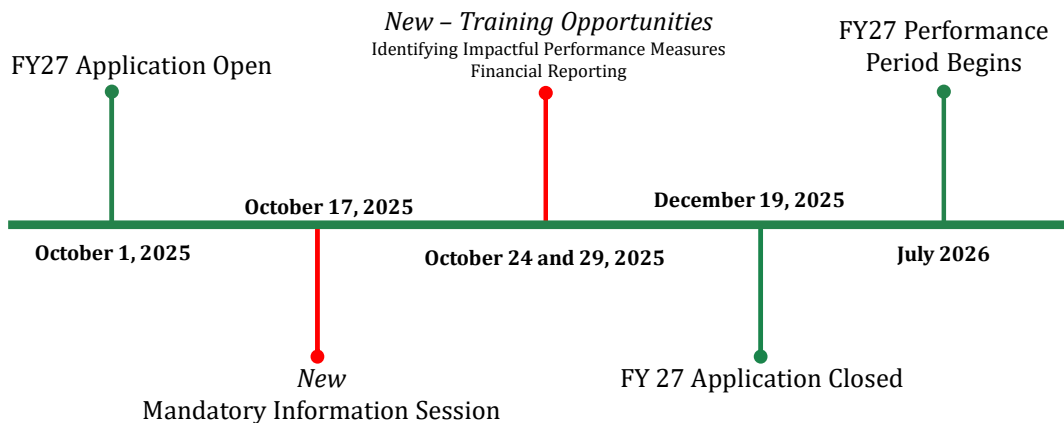 New – Training Opportunities
Identifying Impactful Performance Measures
Financial Reporting
FY27 Performance
Period Begins
FY27 Application Open
October 17, 2025
December 19, 2025
October 1, 2025
October 24 and 29, 2025
July 2026
New
Mandatory Information Session
FY 27 Application Closed